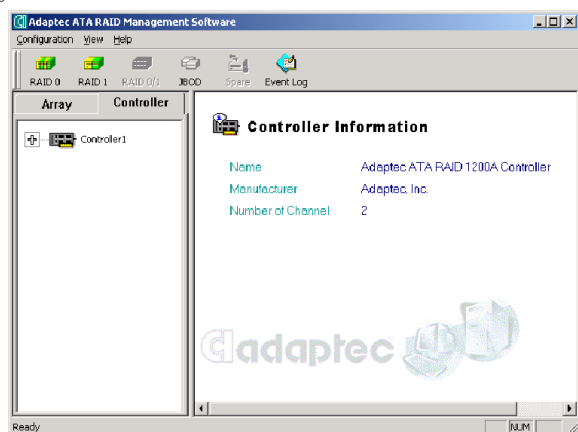 Adaptec ATA RAID Management Software
Configuration View Help
RAID 0 RAID 1 RAID 0/1 JBOD Spare Event Log
Array Controller
Controller1
Controller Information
Name Adaptec ATA RAID 1200A Controller
Manufacturer Adaptec, Inc.
Number of Channel 2
adaptec
Ready NUM